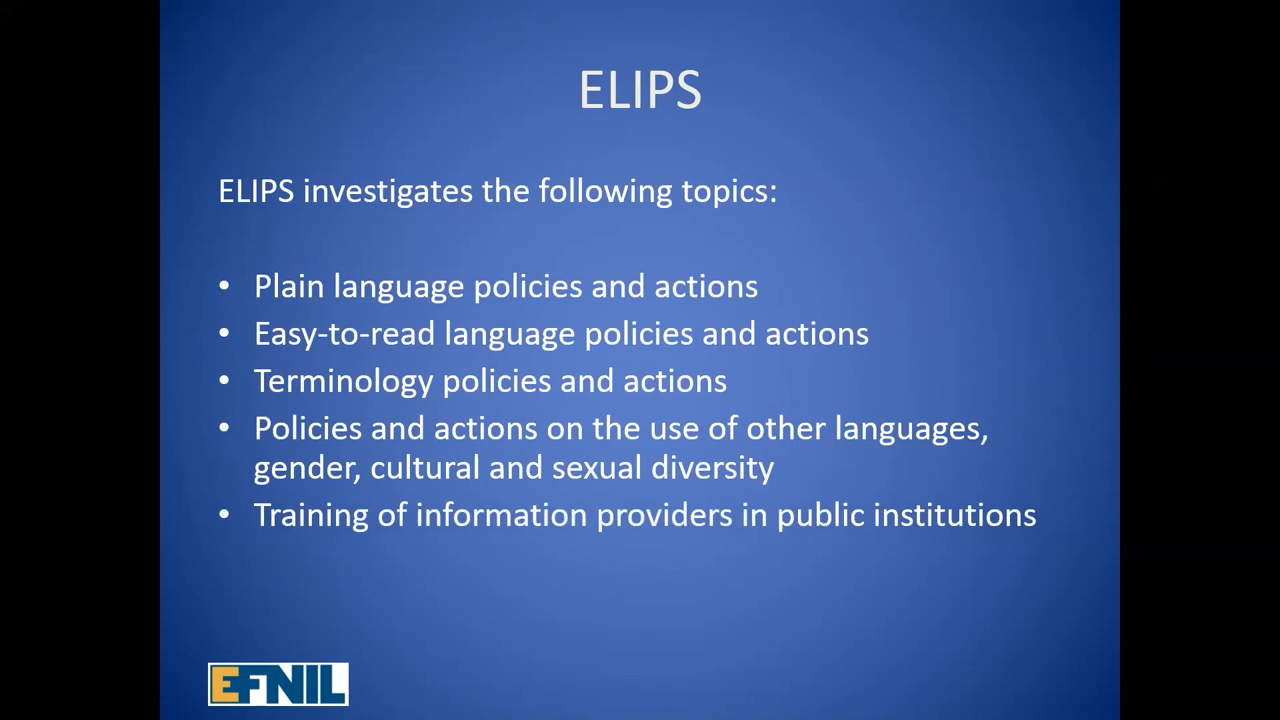 ELIPS
ELIPS investigates the following topics:
• Plain language policies and actions
• Easy-to-read language policies and actions
• Terminology policies and actions
• Policies and actions on the use of other languages,
gender, cultural and sexual diversity
• Training of information providers in public institutions
EFNIL